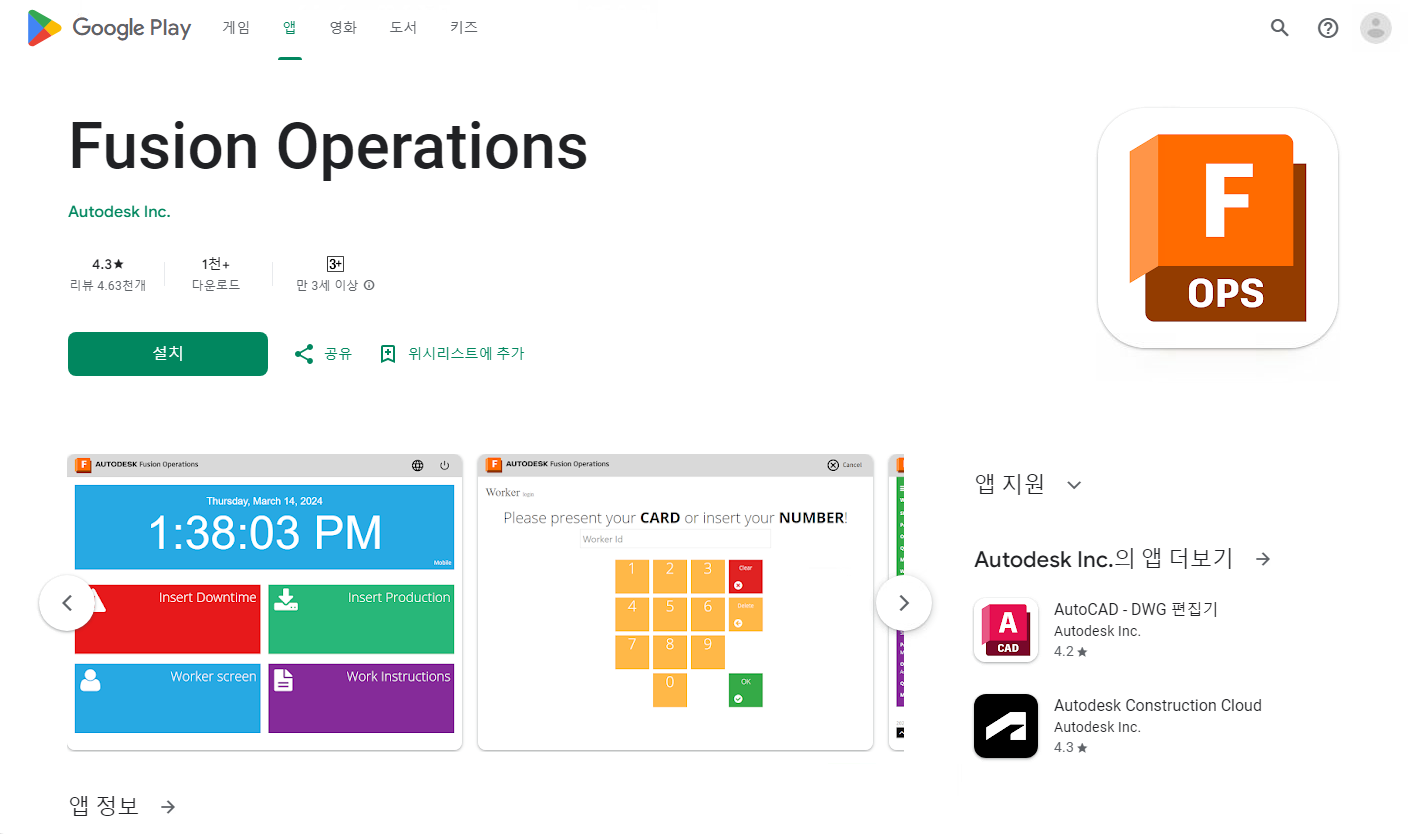 Google Play 게임 앱 영화 도서 키즈
Fusion Operations
Autodesk Inc.
4.3★ 1천+ 3+
리뷰 4.63천개 다운로드 만 3세 이상
설치 공유 위시리스트에 추가
F
OPS
F AUTODESK Fusion Operations
Thursday, March 14, 2024
1:38:03 PM
Mobile
Insert Downtime
Insert Production
Worker screen
Work Instructions
F AUTODESK Fusion Operations Cancel
Worker login
Please present your CARD or insert your NUMBER!
Worker Id
1 2 3 Clear
4 5 6 Delete
7 8 9
0 OK
앱 지원
Autodesk Inc.의 앱 더보기
A
CAD
AutoCAD - DWG 편집기
Autodesk Inc.
4.2★
Autodesk Construction Cloud
Autodesk Inc.
4.3★
앱 정보